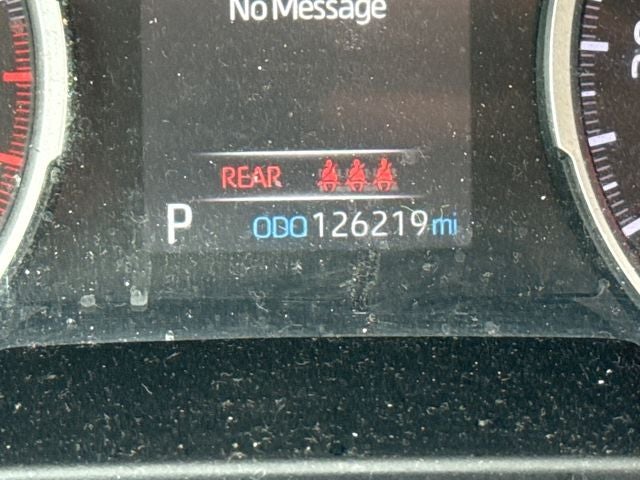 No Message
REAR
P ODO 126219 mi